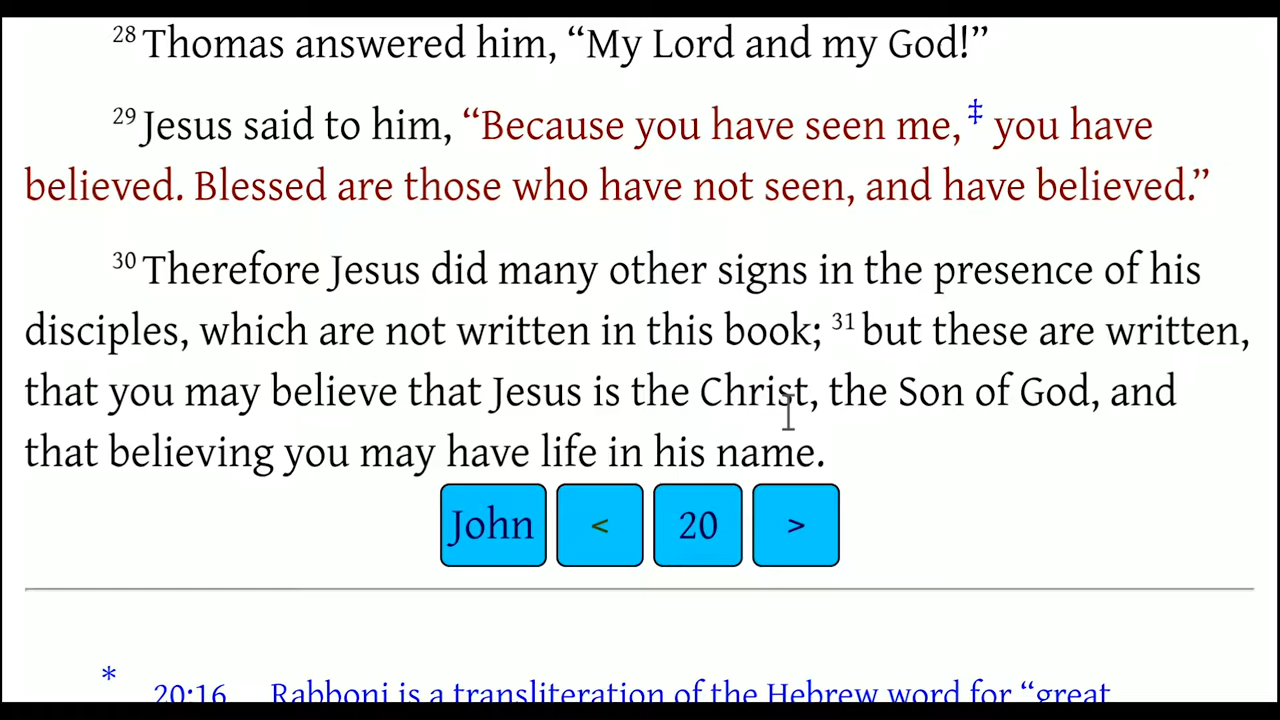 28 Thomas answered him, “My Lord and my God!”
29 Jesus said to him, “Because you have seen me,‡ you have
believed. Blessed are those who have not seen, and have believed.”
30 Therefore Jesus did many other signs in the presence of his
disciples, which are not written in this book; 31 but these are written,
that you may believe that Jesus is the Christ, the Son of God, and
that believing you may have life in his name.
John < 20 >
* 20:16 Rabboni is a transliteration of the Hebrew word for “great